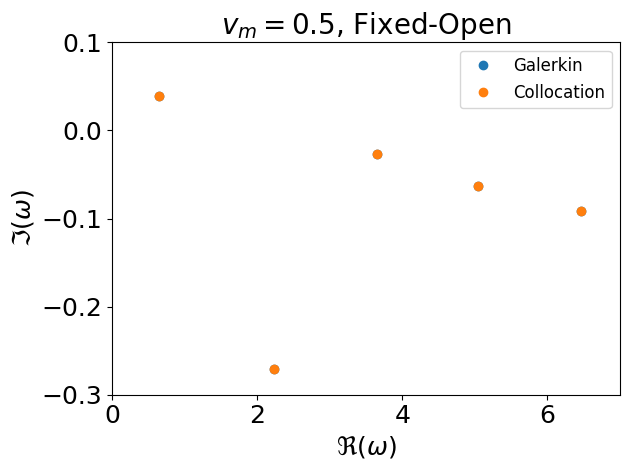 $v_m = 0.5$, Fixed-Open
Galerkin
Collocation
0.1
0.0
−0.1
−0.2
−0.3
ℑ(ω)
0 2 4 6
ℜ(ω)